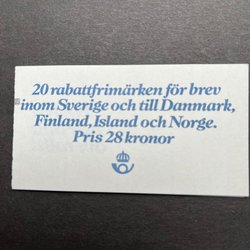 20 rabattfrimärken för brev
inom Sverige och till Danmark,
Finland, Island och Norge.
Pris 28 kronor